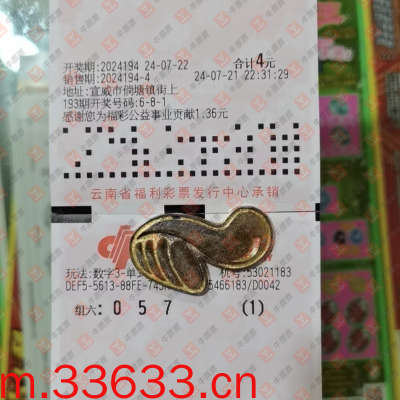 开奖期:2024194 24-07-22 合计4元
销售期:2024194-4 24-07-21 22:31:29
地址:宣威市倘塘镇街上
193期开奖号码:6-8-1
感谢您为福彩公益事业贡献1.36元
云南省福利彩票发行中心承销
玩法:数字3-单 机号:53021183
DEF5-5613-88FE- 5466183/D0042
组六: 0 5 7 (1)
m.33633.cn